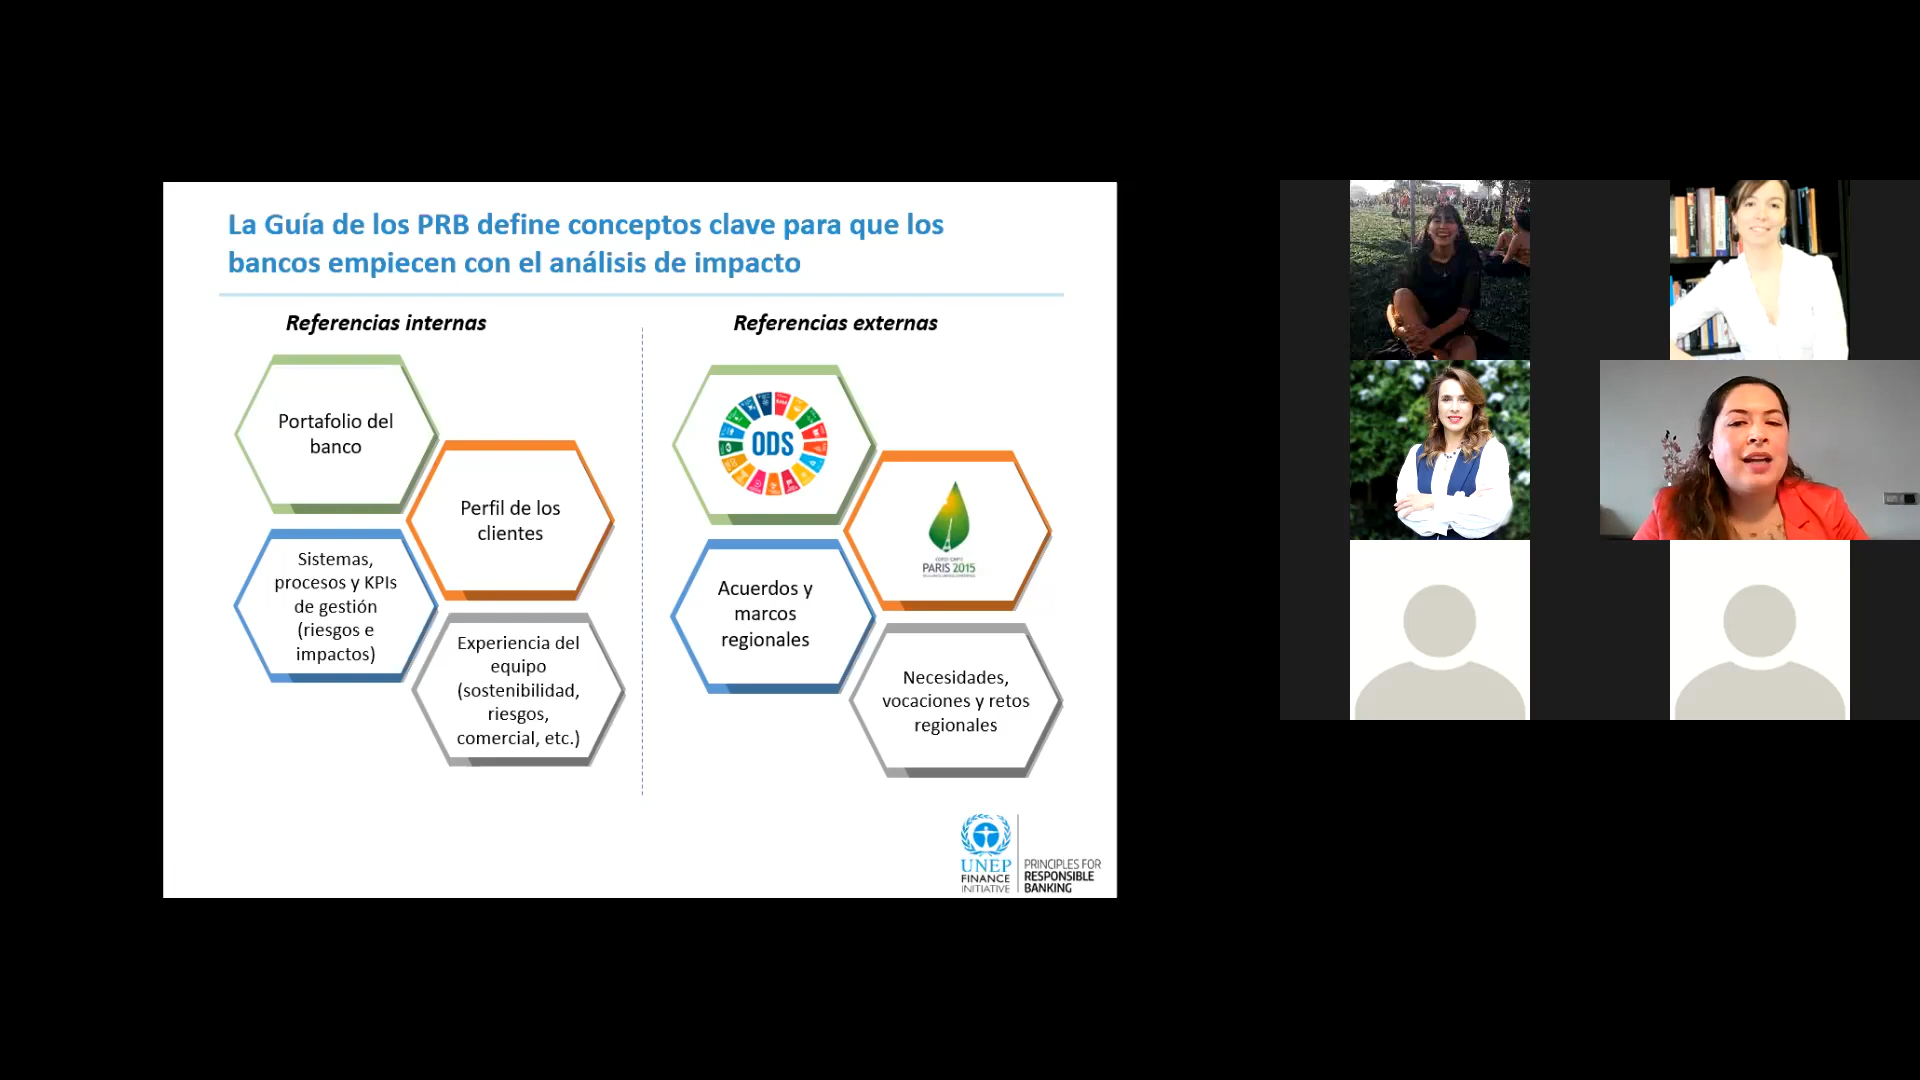 La Guía de los PRB define conceptos clave para que los
bancos empiecen con el análisis de impacto
Referencias internas
Portafolio del
banco
Perfil de los
clientes
Sistemas,
procesos y KPIs
de gestión
(riesgos e
impactos)
Experiencia del
equipo
(sostenibilidad,
riesgos,
comercial, etc.)
Referencias externas
ODS
PARIS 2015
Acuerdos y
marcos
regionales
Necesidades,
vocaciones y retos
regionales
UNEP
FINANCE
INITIATIVE
PRINCIPLES FOR
RESPONSIBLE
BANKING